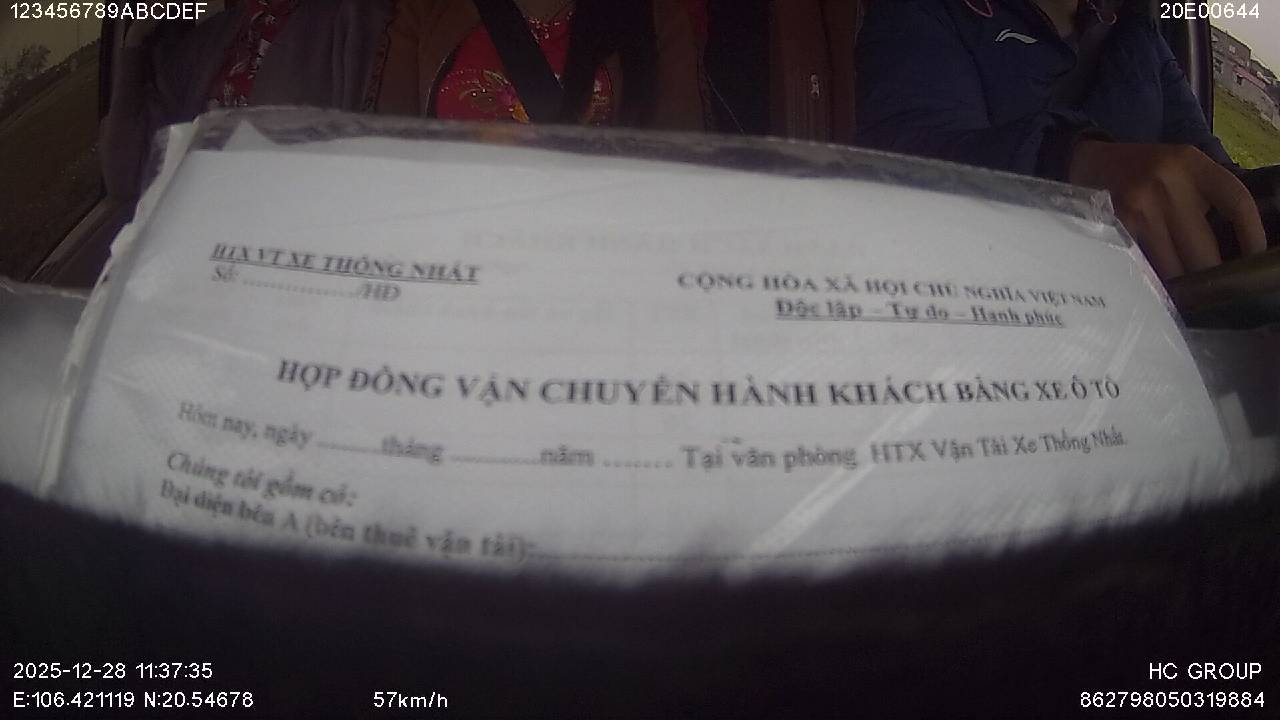 123456789ABCDEF
20E00644
HTX VT XE THỐNG NHẤT
Số: ................./HĐ
CỘNG HÒA XÃ HỘI CHỦ NGHĨA VIỆT NAM
Độc lập – Tự do – Hạnh phúc
HỢP ĐỒNG VẬN CHUYỂN HÀNH KHÁCH BẰNG XE Ô TÔ
Hôm nay, ngày ..........tháng ..............năm ........ Tại văn phòng HTX Vận Tải Xe Thống Nhất.
Chúng tôi gồm có:
Đại diện bên A (bên thuê vận tải):..............................
2025-12-28 11:37:35
HC GROUP
E:106.421119 N:20.54678
57km/h
862798050319884